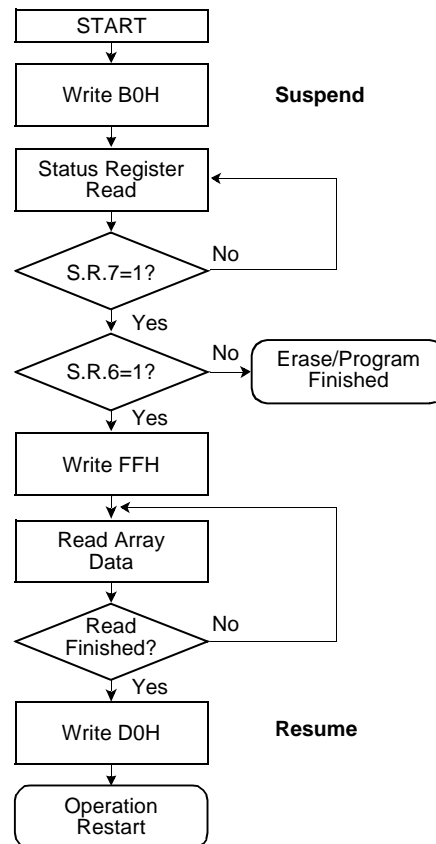 START
Write B0H
Suspend
Status Register
Read
S.R.7=1?
No
Yes
S.R.6=1?
No
Erase/Program
Finished
Yes
Write FFH
Read Array
Data
Read
Finished?
No
Yes
Write D0H
Resume
Operation
Restart